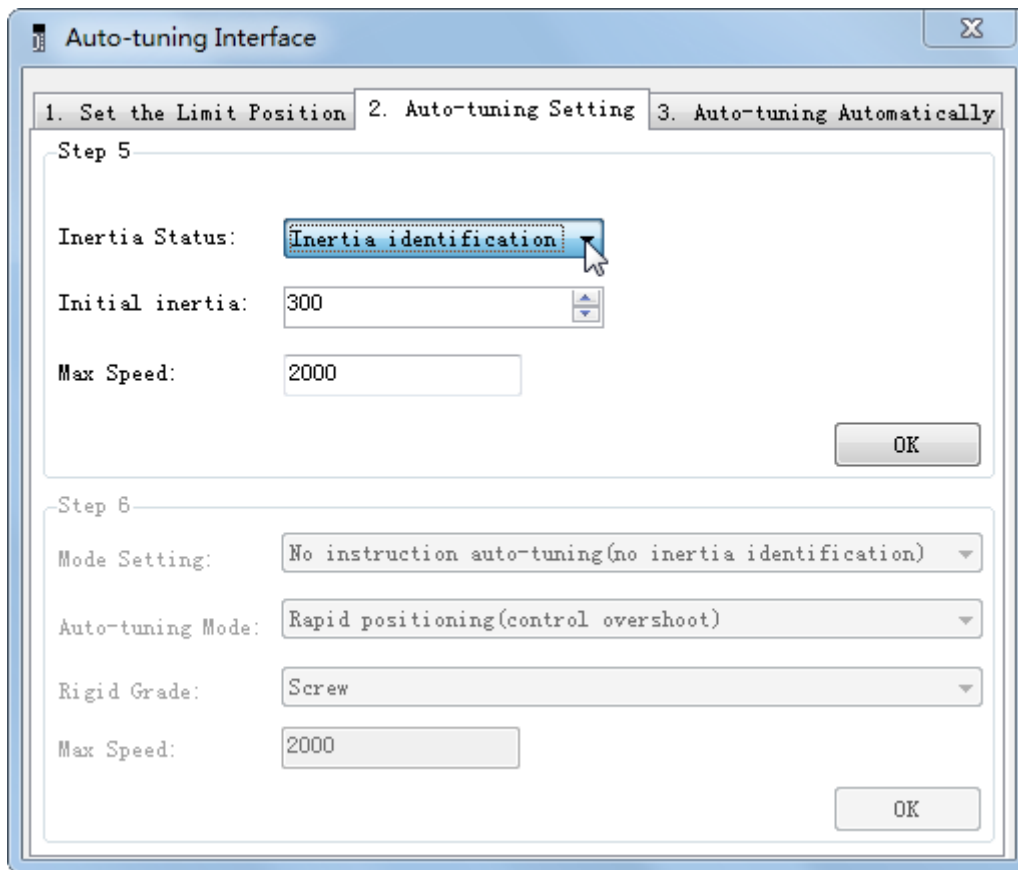 Auto-tuning Interface
1. Set the Limit Position 2. Auto-tuning Setting 3. Auto-tuning Automatically
Step 5
Inertia Status: Inertia identification
Initial inertia: 300
Max Speed: 2000
OK
Step 6
Mode Setting: No instruction auto-tuning(no inertia identification)
Auto-tuning Mode: Rapid positioning(control overshoot)
Rigid Grade: Screw
Max Speed: 2000
OK